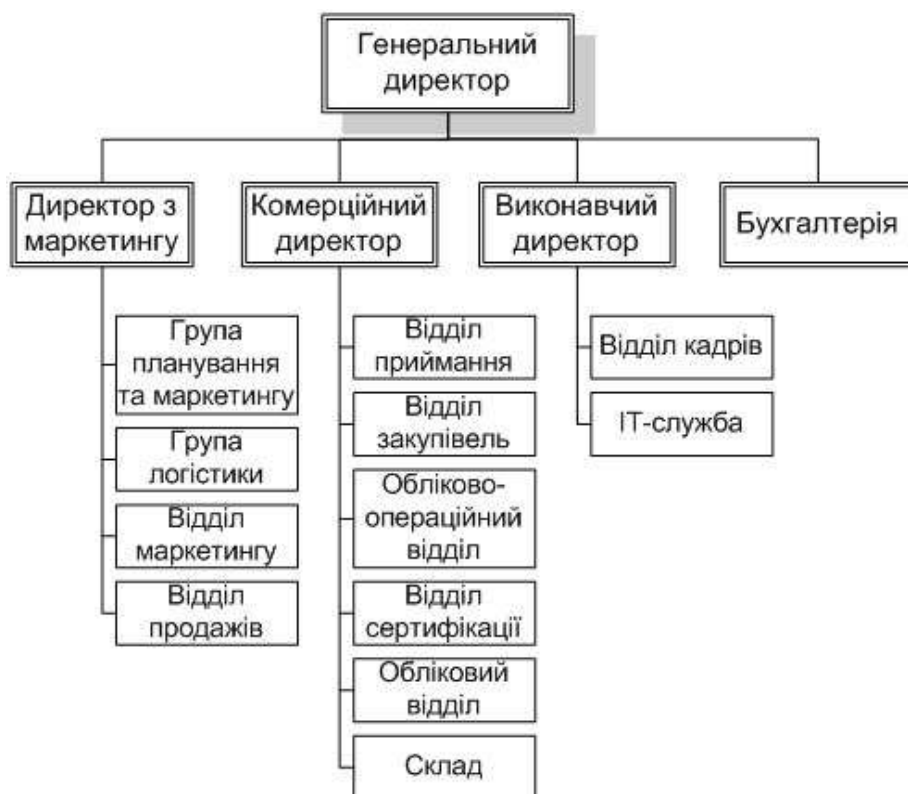 Генеральний
директор
Директор з
маркетингу
Комерційний
директор
Виконавчий
директор
Бухгалтерія
Група
планування
та маркетингу
Група
логістики
Відділ
маркетингу
Відділ
продажів
Відділ
приймання
Відділ
закупівель
Обліково-
операційний
відділ
Відділ
сертифікації
Обліковий
відділ
Склад
Відділ кадрів
ІТ-служба